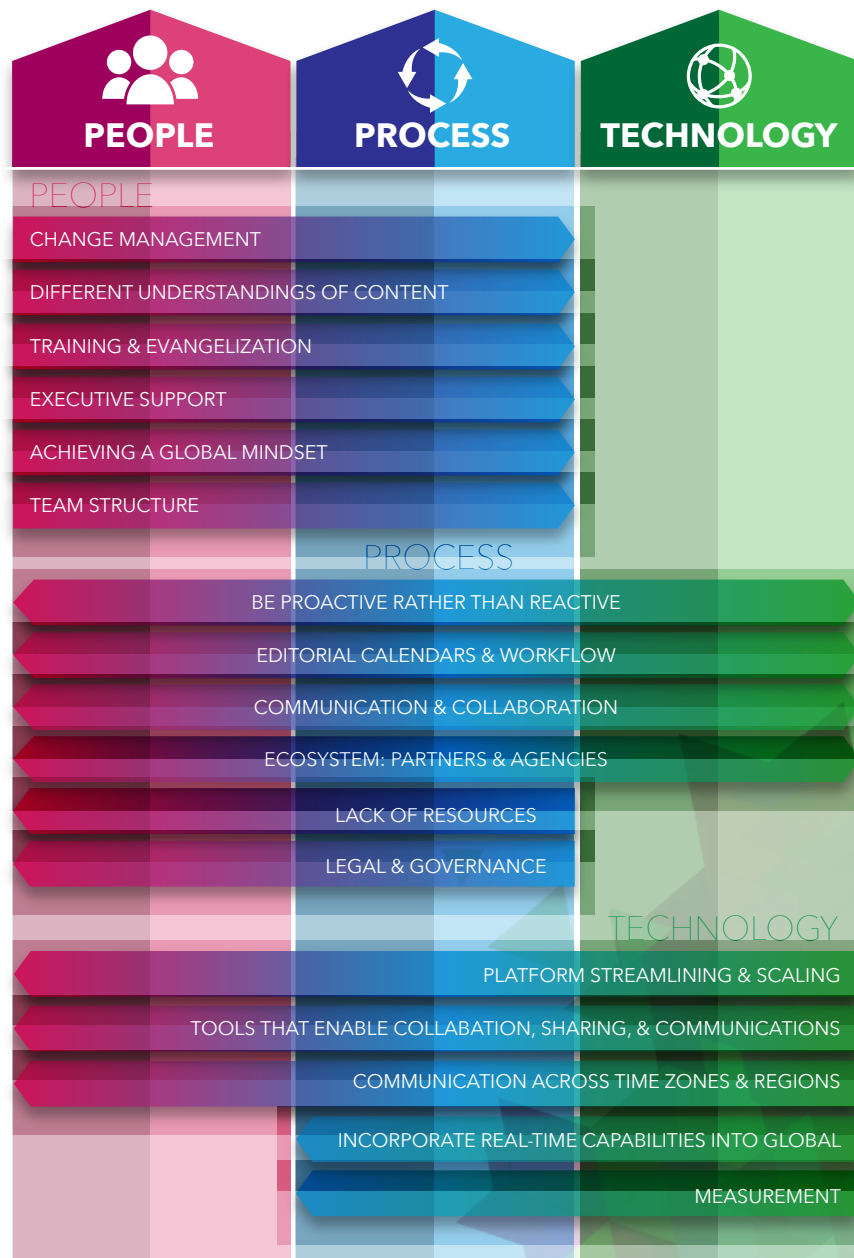 PEOPLE
PROCESS
TECHNOLOGY
PEOPLE
CHANGE MANAGEMENT
DIFFERENT UNDERSTANDINGS OF CONTENT
TRAINING & EVANGELIZATION
EXECUTIVE SUPPORT
ACHIEVING A GLOBAL MINDSET
TEAM STRUCTURE
PROCESS
BE PROACTIVE RATHER THAN REACTIVE
EDITORIAL CALENDARS & WORKFLOW
COMMUNICATION & COLLABORATION
ECOSYSTEM: PARTNERS & AGENCIES
LACK OF RESOURCES
LEGAL & GOVERNANCE
TECHNOLOGY
PLATFORM STREAMLINING & SCALING
TOOLS THAT ENABLE COLLABATION, SHARING, & COMMUNICATIONS
COMMUNICATION ACROSS TIME ZONES & REGIONS
INCORPORATE REAL-TIME CAPABILITIES INTO GLOBAL
MEASUREMENT